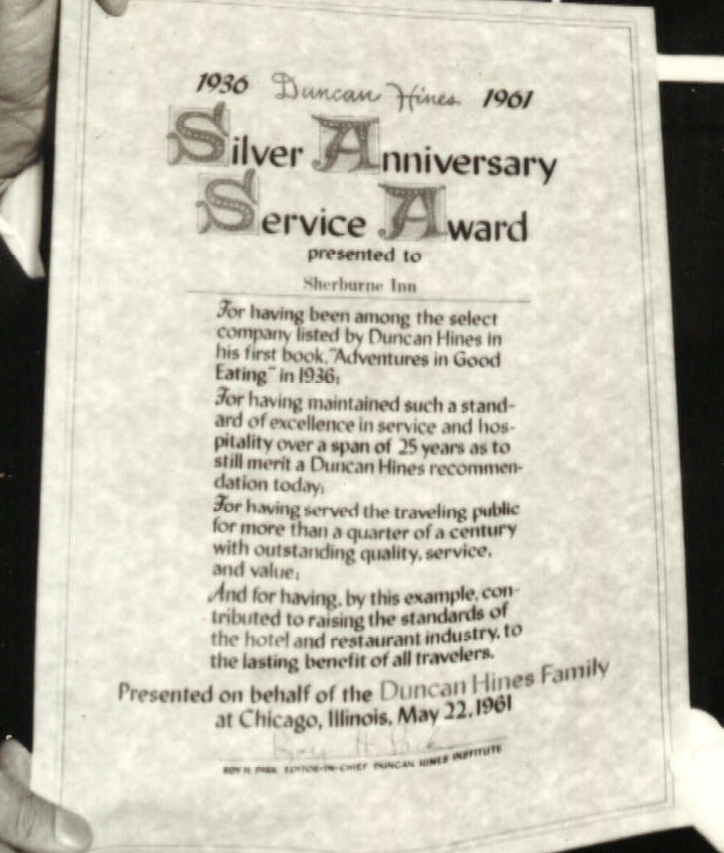 1936 Duncan Hines 1961
Silver Anniversary
Service Award
presented to
Sherburne Inn
For having been among the select
company listed by Duncan Hines in
his first book, "Adventures in Good
Eating" in 1936;
For having maintained such a stand-
ard of excellence in service and hos-
pitality over a span of 25 years as to
still merit a Duncan Hines recommen-
dation today;
For having served the traveling public
for more than a quarter of a century
with outstanding quality, service,
and value;
And for having, by this example, con-
tributed to raising the standards of
the hotel and restaurant industry, to
the lasting benefit of all travelers.
Presented on behalf of the Duncan Hines Family
at Chicago, Illinois, May 22, 1961
Roy H. Park
ROY H. PARK EDITOR-IN-CHIEF DUNCAN HINES INSTITUTE